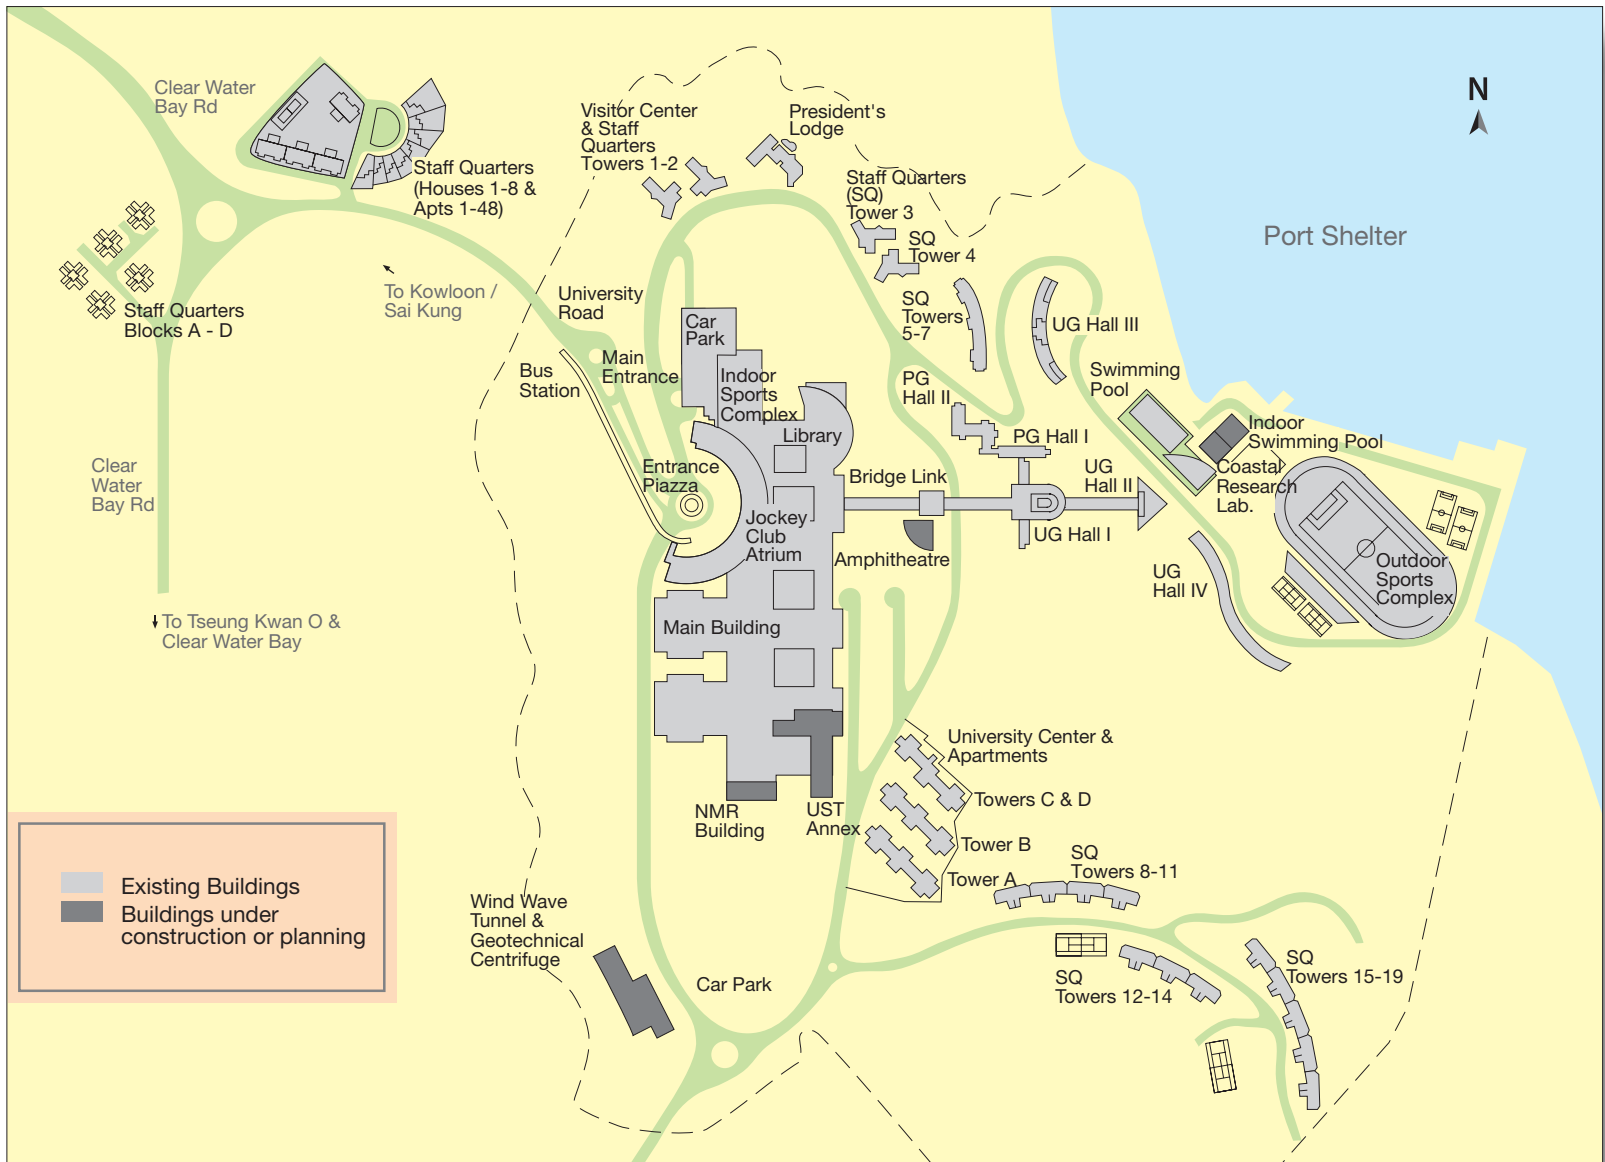 Clear Water
Bay Rd
Visitor Center
& Staff
Quarters
Towers 1-2
President's
Lodge
N
Staff Quarters
(Houses 1-8 &
Apts 1-48)
Staff Quarters
(SQ)
Tower 3
SQ
Tower 4
Port Shelter
To Kowloon /
Sai Kung
University
Road
Staff Quarters
Blocks A - D
SQ
Towers
5-7
UG Hall III
Car
Park
Main
Entrance
Bus
Station
Indoor
Sports
Complex
PG
Hall II
Swimming
Pool
Library
PG Hall I
Indoor
Swimming Pool
Clear
Water
Bay Rd
Entrance
Piazza
Bridge Link
UG
Hall II
Coastal
Research
Lab.
Jockey
Club
Atrium
UG Hall I
Amphitheatre
UG
Hall IV
Outdoor
Sports
Complex
To Tseung Kwan O &
Clear Water Bay
Main Building
University Center &
Apartments
Towers C & D
NMR
Building
UST
Annex
Tower B
Tower A
SQ
Towers 8-11
Existing Buildings
Buildings under
construction or planning
Wind Wave
Tunnel &
Geotechnical
Centrifuge
Car Park
SQ
Towers 12-14
SQ
Towers 15-19